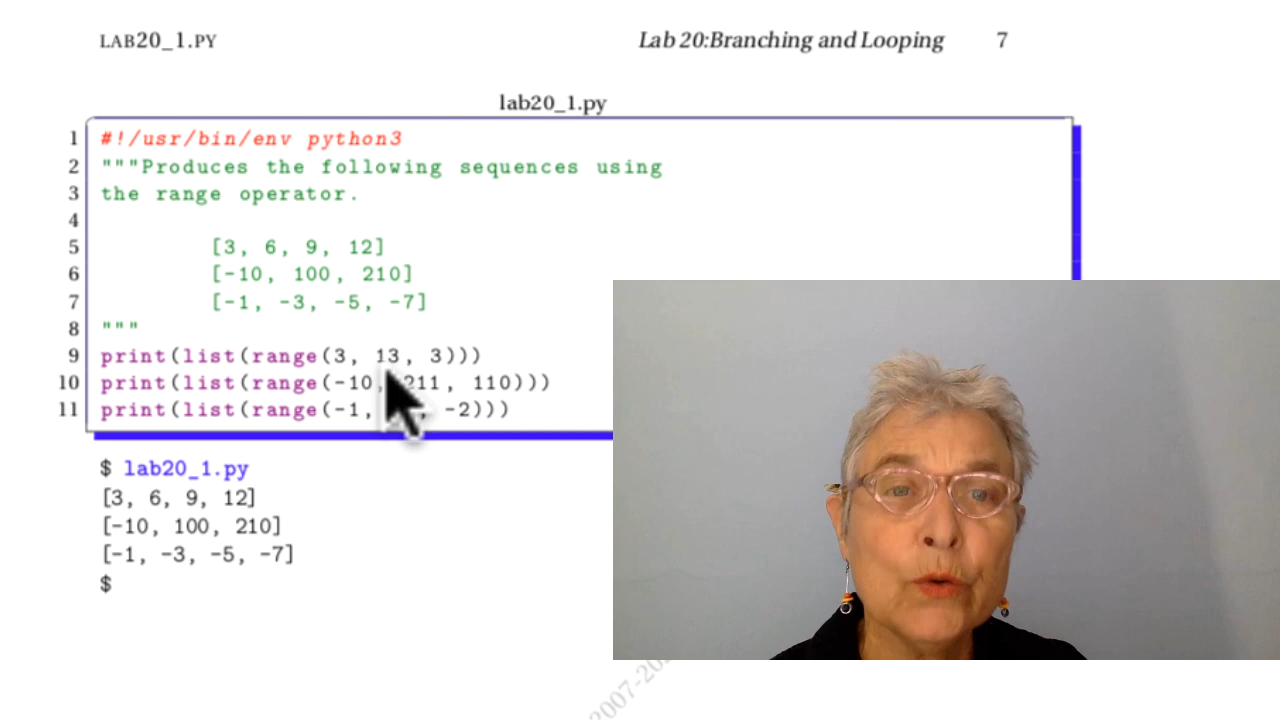 LAB20_1.PY
Lab 20:Branching and Looping 7
lab20_1.py
1 #!/usr/bin/env python3
2 """Produces the following sequences using
3 the range operator.
4
5 [3, 6, 9, 12]
6 [-10, 100, 210]
7 [-1, -3, -5, -7]
8 """
9 print(list(range(3, 13, 3)))
10 print(list(range(-10, 211, 110)))
11 print(list(range(-1, , -2)))
$ lab20_1.py
[3, 6, 9, 12]
[-10, 100, 210]
[-1, -3, -5, -7]
$